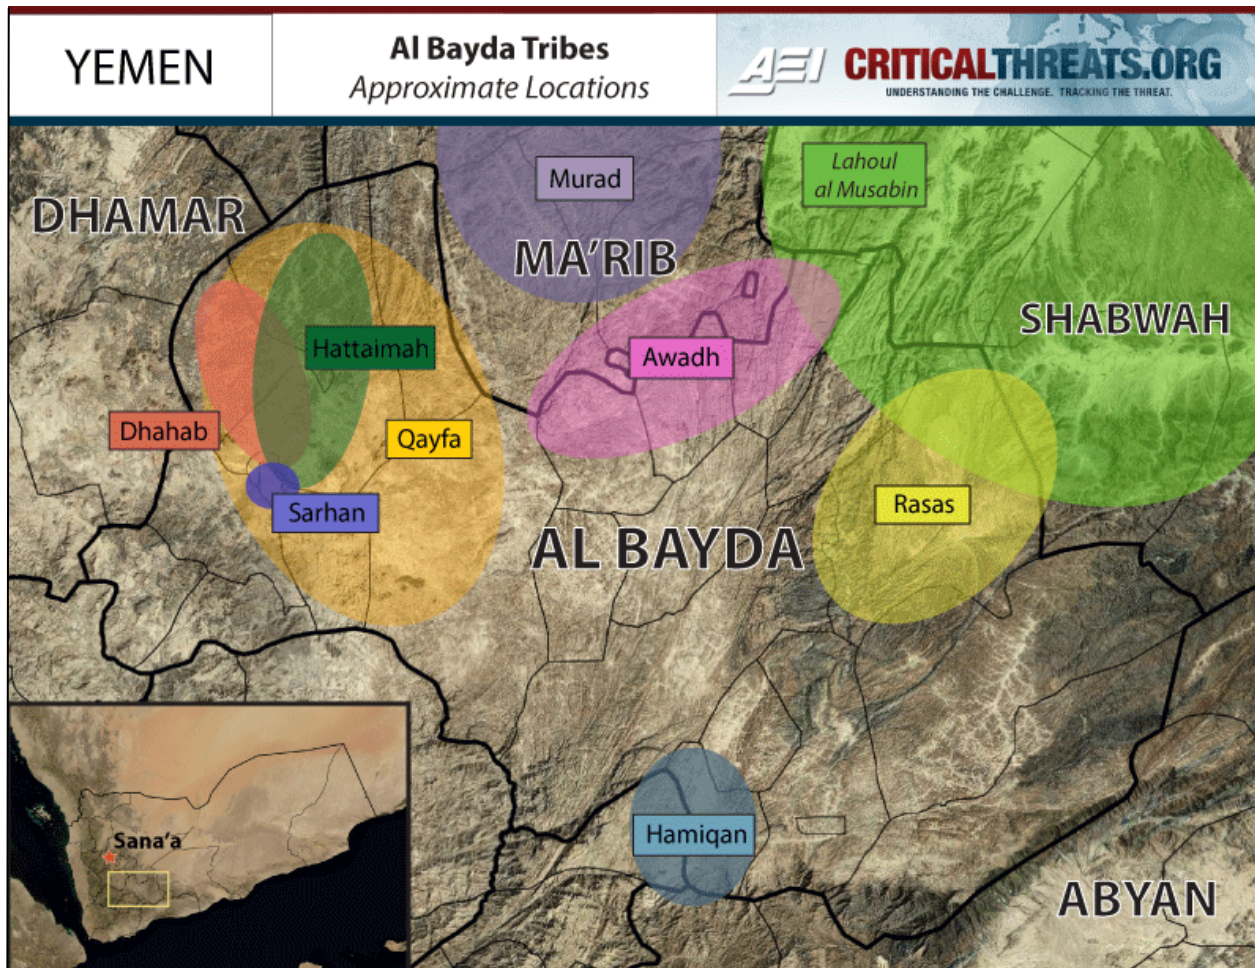 YEMEN
Al Bayda Tribes
Approximate Locations
AEI
CRITICALTHREATS.ORG
UNDERSTANDING THE CHALLENGE. TRACKING THE THREAT.
Murad
Lahoul
al Musabin
DHAMAR
MA'RIB
SHABWAH
Hattaimah
Awadh
Dhahab
Qayfa
Sarhan
Rasas
AL BAYDA
Sana'a
Hamiqan
ABYAN